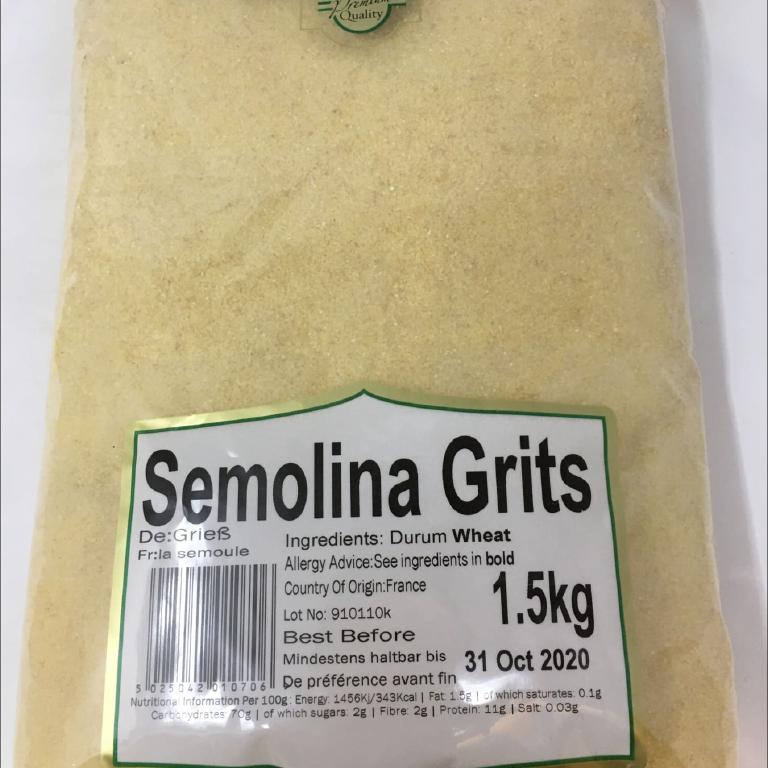 Premium
Quality
Semolina Grits
De:Grieß
Fr:la semoule
Ingredients: Durum Wheat
Allergy Advice:See ingredients in bold
Country Of Origin:France
1.5kg
Lot No: 910110k
Best Before
Mindestens haltbar bis
31 Oct 2020
De préférence avant fin
5 025042 010706
Nutritional Information Per 100g: Energy: 1456Kj/343Kcal | Fat: 1.5g | of which saturates: 0.1g
Carbohydrates: 70g | of which sugars: 2g | Fibre: 2g | Protein: 11g | Salt: 0.03g